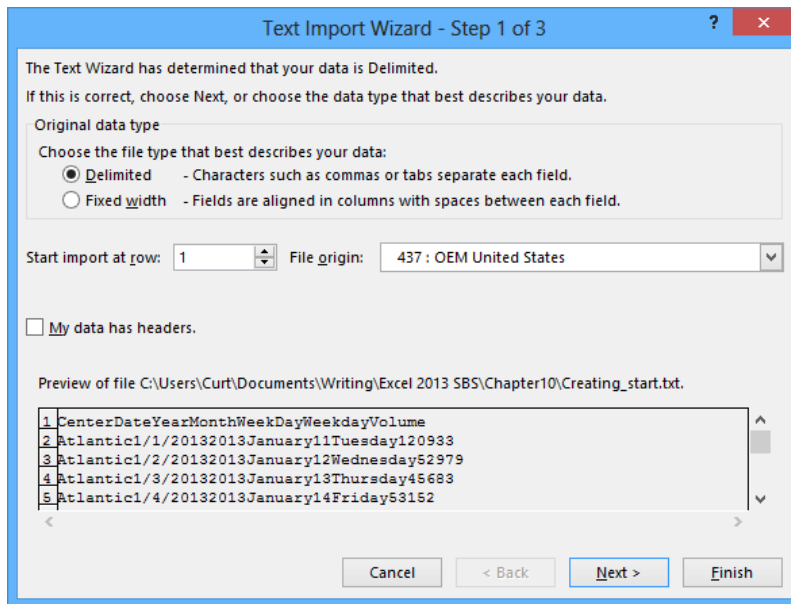 Text Import Wizard - Step 1 of 3
?
The Text Wizard has determined that your data is Delimited.
If this is correct, choose Next, or choose the data type that best describes your data.
Original data type
Choose the file type that best describes your data:
Delimited - Characters such as commas or tabs separate each field.
Fixed width - Fields are aligned in columns with spaces between each field.
Start import at row: 1 File origin: 437 : OEM United States
My data has headers.
Preview of file C:\Users\Curt\Documents\Writing\Excel 2013 SBS\Chapter10\Creating_start.txt.
1 CenterDateYearMonthWeekDayWeekdayVolume
2 Atlantic1/1/20132013January11Tuesday120933
3 Atlantic1/2/20132013January12Wednesday52979
4 Atlantic1/3/20132013January13Thursday45683
5 Atlantic1/4/20132013January14Friday53152
Cancel < Back Next > Finish